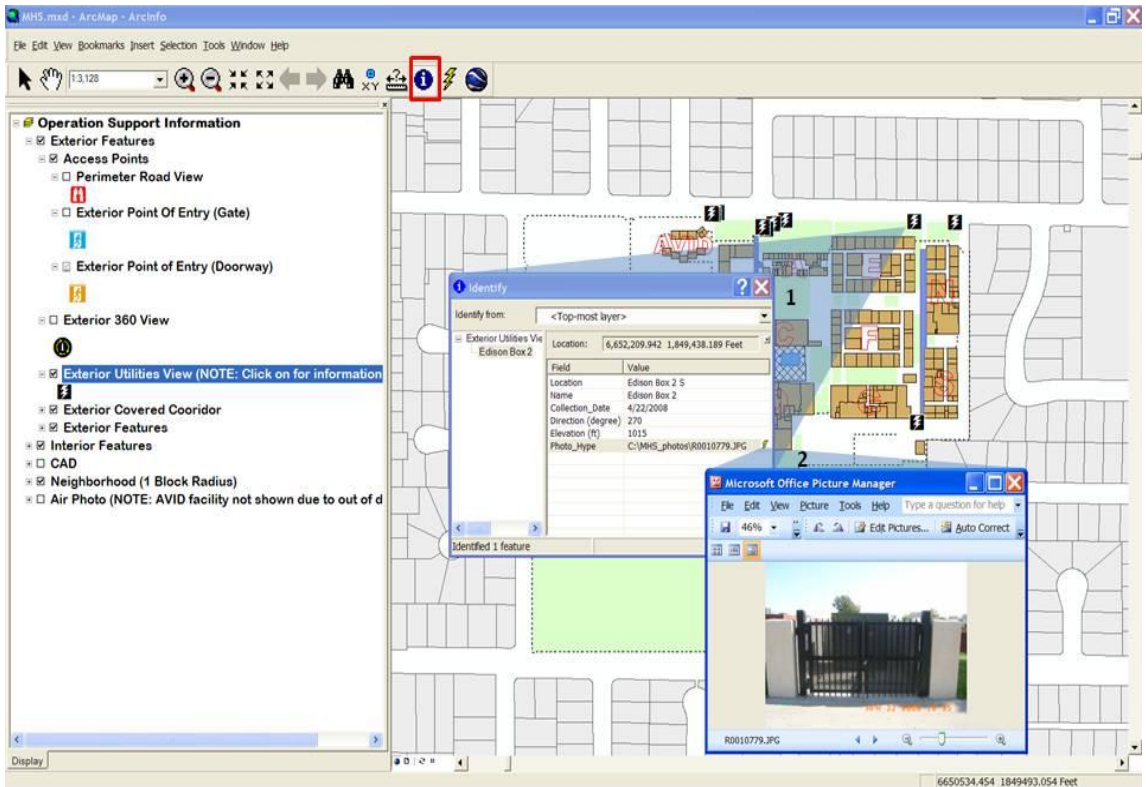 MHS.mxd - ArcMap - ArcInfo
File Edit View Bookmarks Insert Selection Tools Window Help
1:3,128
XY
Operation Support Information
Exterior Features
Access Points
Perimeter Road View
Exterior Point Of Entry (Gate)
Exterior Point of Entry (Doorway)
Exterior 360 View
Exterior Utilities View (NOTE: Click on for information
Exterior Covered Cooridor
Exterior Features
Interior Features
CAD
Neighborhood (1 Block Radius)
Air Photo (NOTE: AVID facility not shown due to out of d
Display
AVID
A
E
C
F
G
1
2
Identify
Identify from: <Top-most layer>
Exterior Utilities Vie
Edison Box 2
Location: 6,652,209.942 1,849,438.189 Feet
Field Value
Location Edison Box 2 S
Name Edison Box 2
Collection_Date 4/22/2008
Direction (degree) 270
Elevation (ft) 1015
Photo_Hype C:\MHS_photos\R0010779.JPG
Identified 1 feature
Microsoft Office Picture Manager
File Edit View Picture Tools Help Type a question for help
46% Edit Pictures... Auto Correct
R0010779.JPG
6650534.454 1849493.054 Feet